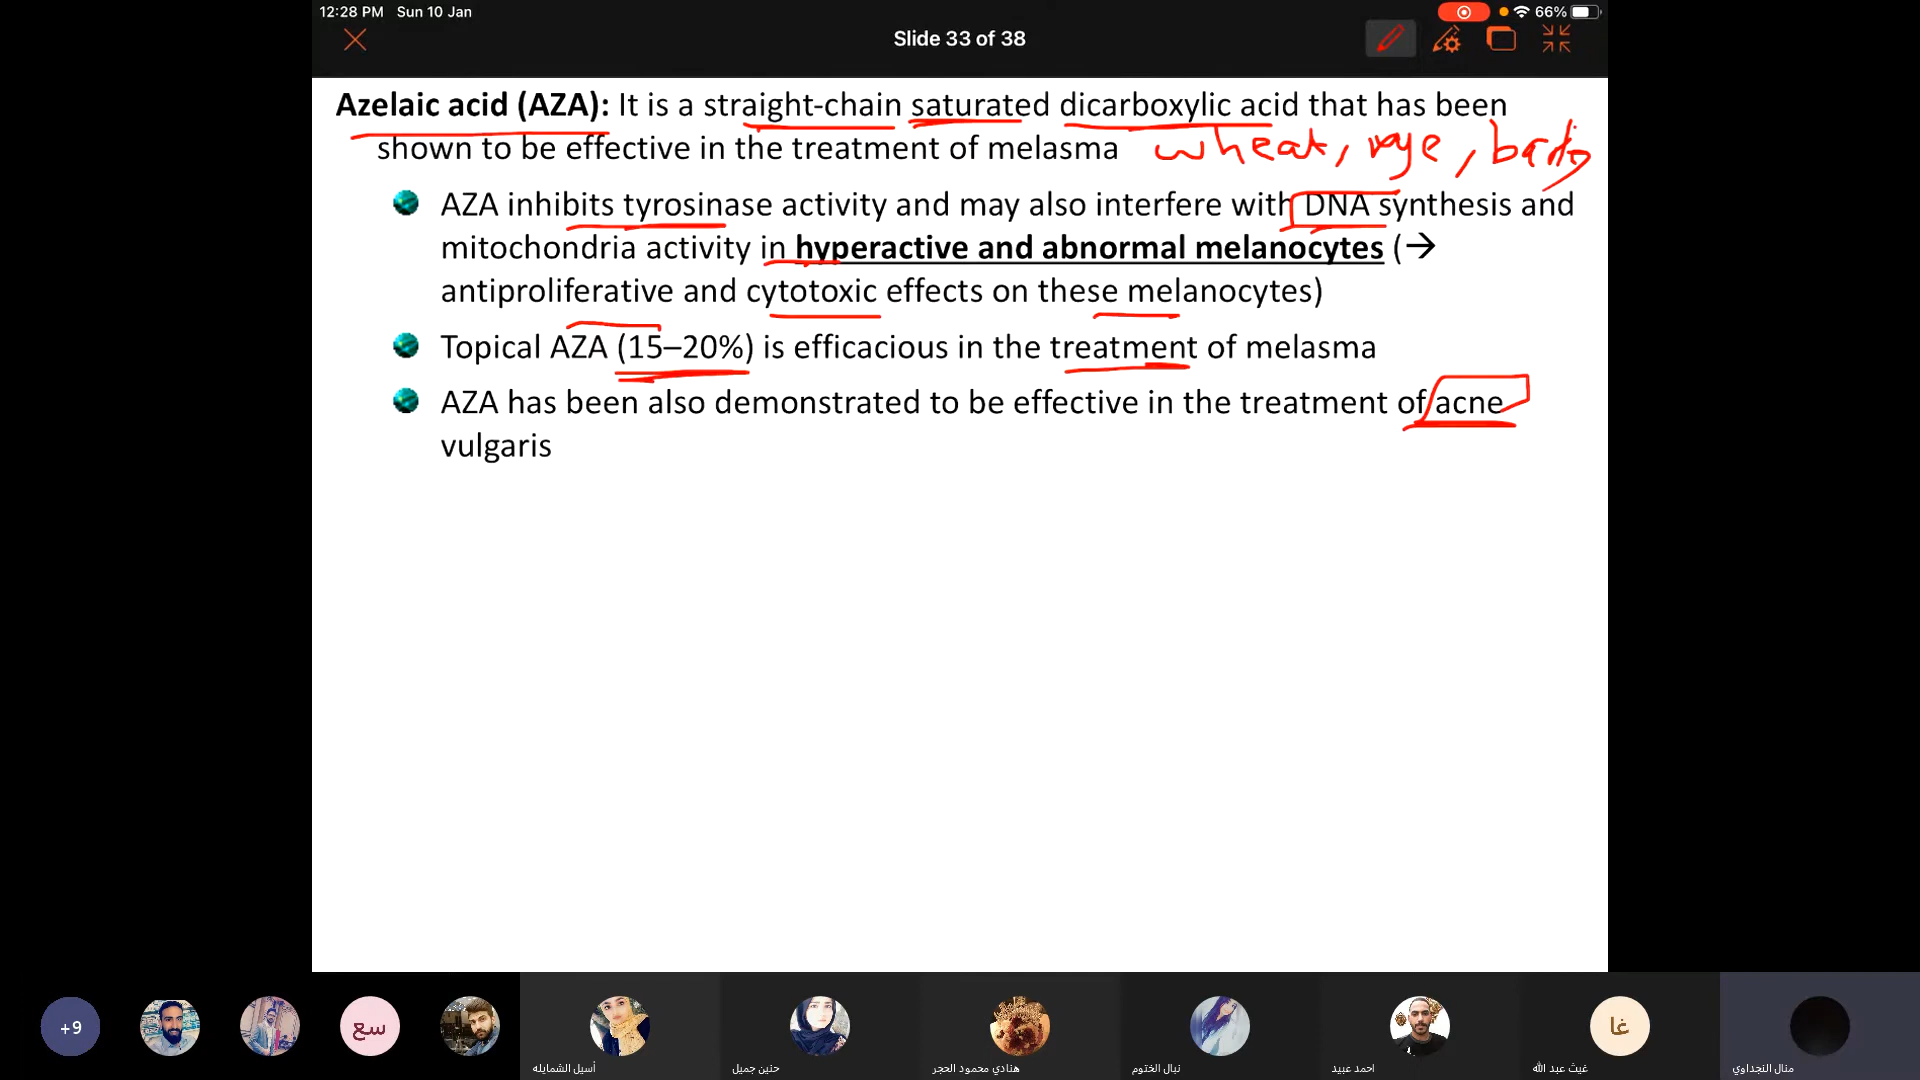 12:28 PM Sun 10 Jan
66%
Slide 33 of 38
Azelaic acid (AZA): It is a straight-chain saturated dicarboxylic acid that has been
shown to be effective in the treatment of melasma wheat, rye,
AZA inhibits tyrosinase activity and may also interfere with DNA synthesis and
mitochondria activity in hyperactive and abnormal melanocytes (→
antiproliferative and cytotoxic effects on these melanocytes)
Topical AZA (15–20%) is efficacious in the treatment of melasma
AZA has been also demonstrated to be effective in the treatment of acne
vulgaris
+9
سع
غا
أسيل الشمايله
حنين جميل
هنادي محمود الحجر
نبال الختوم
احمد عبيد
غيث عبد الله
منال النجداوي